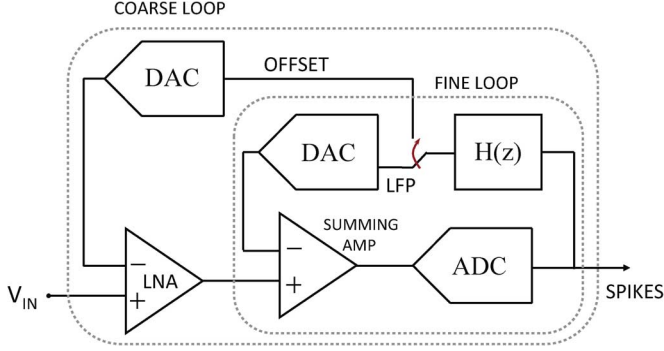 COARSE LOOP
DAC
OFFSET
FINE LOOP
DAC
H(z)
LFP
SUMMING
AMP
−
LNA
+
−
+
ADC
V_IN
SPIKES